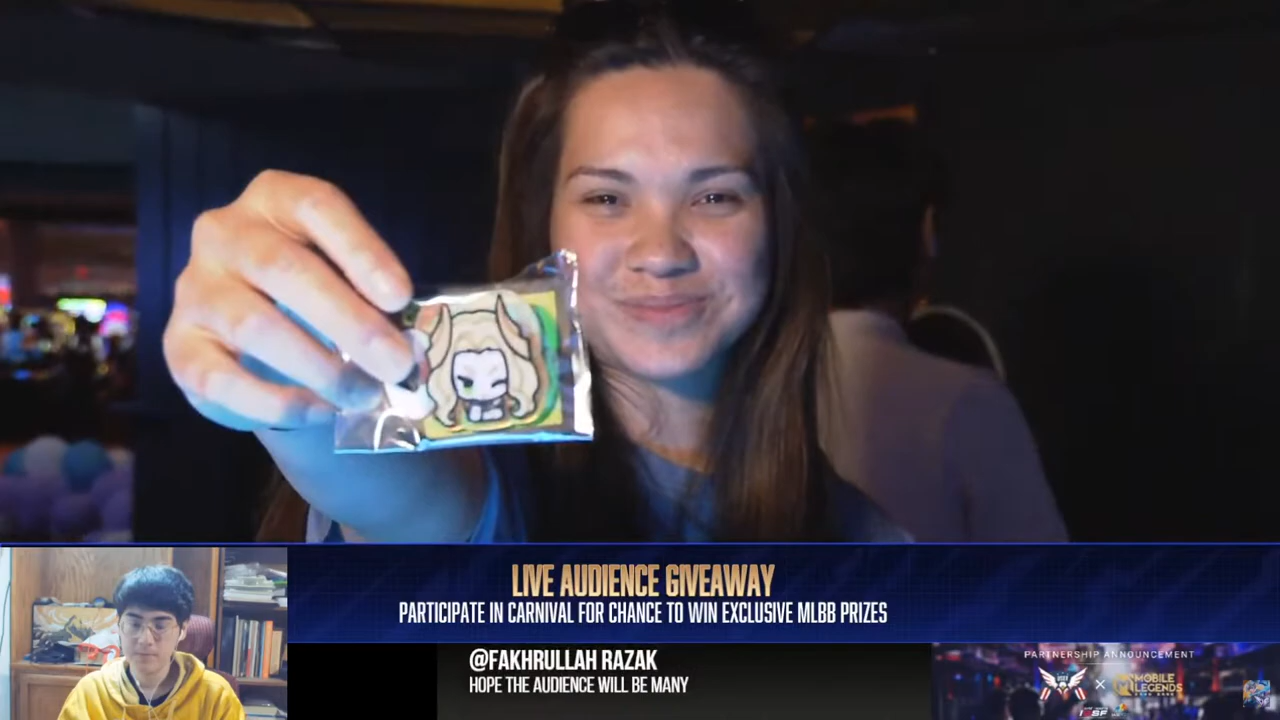 LIVE AUDIENCE GIVEAWAY
PARTICIPATE IN CARNIVAL FOR CHANCE TO WIN EXCLUSIVE MLBB PRIZES
@FAKHRULLAH RAZAK
HOPE THE AUDIENCE WILL BE MANY
PARTNERSHIP ANNOUNCEMENT
X
MOBILE
LEGENDS